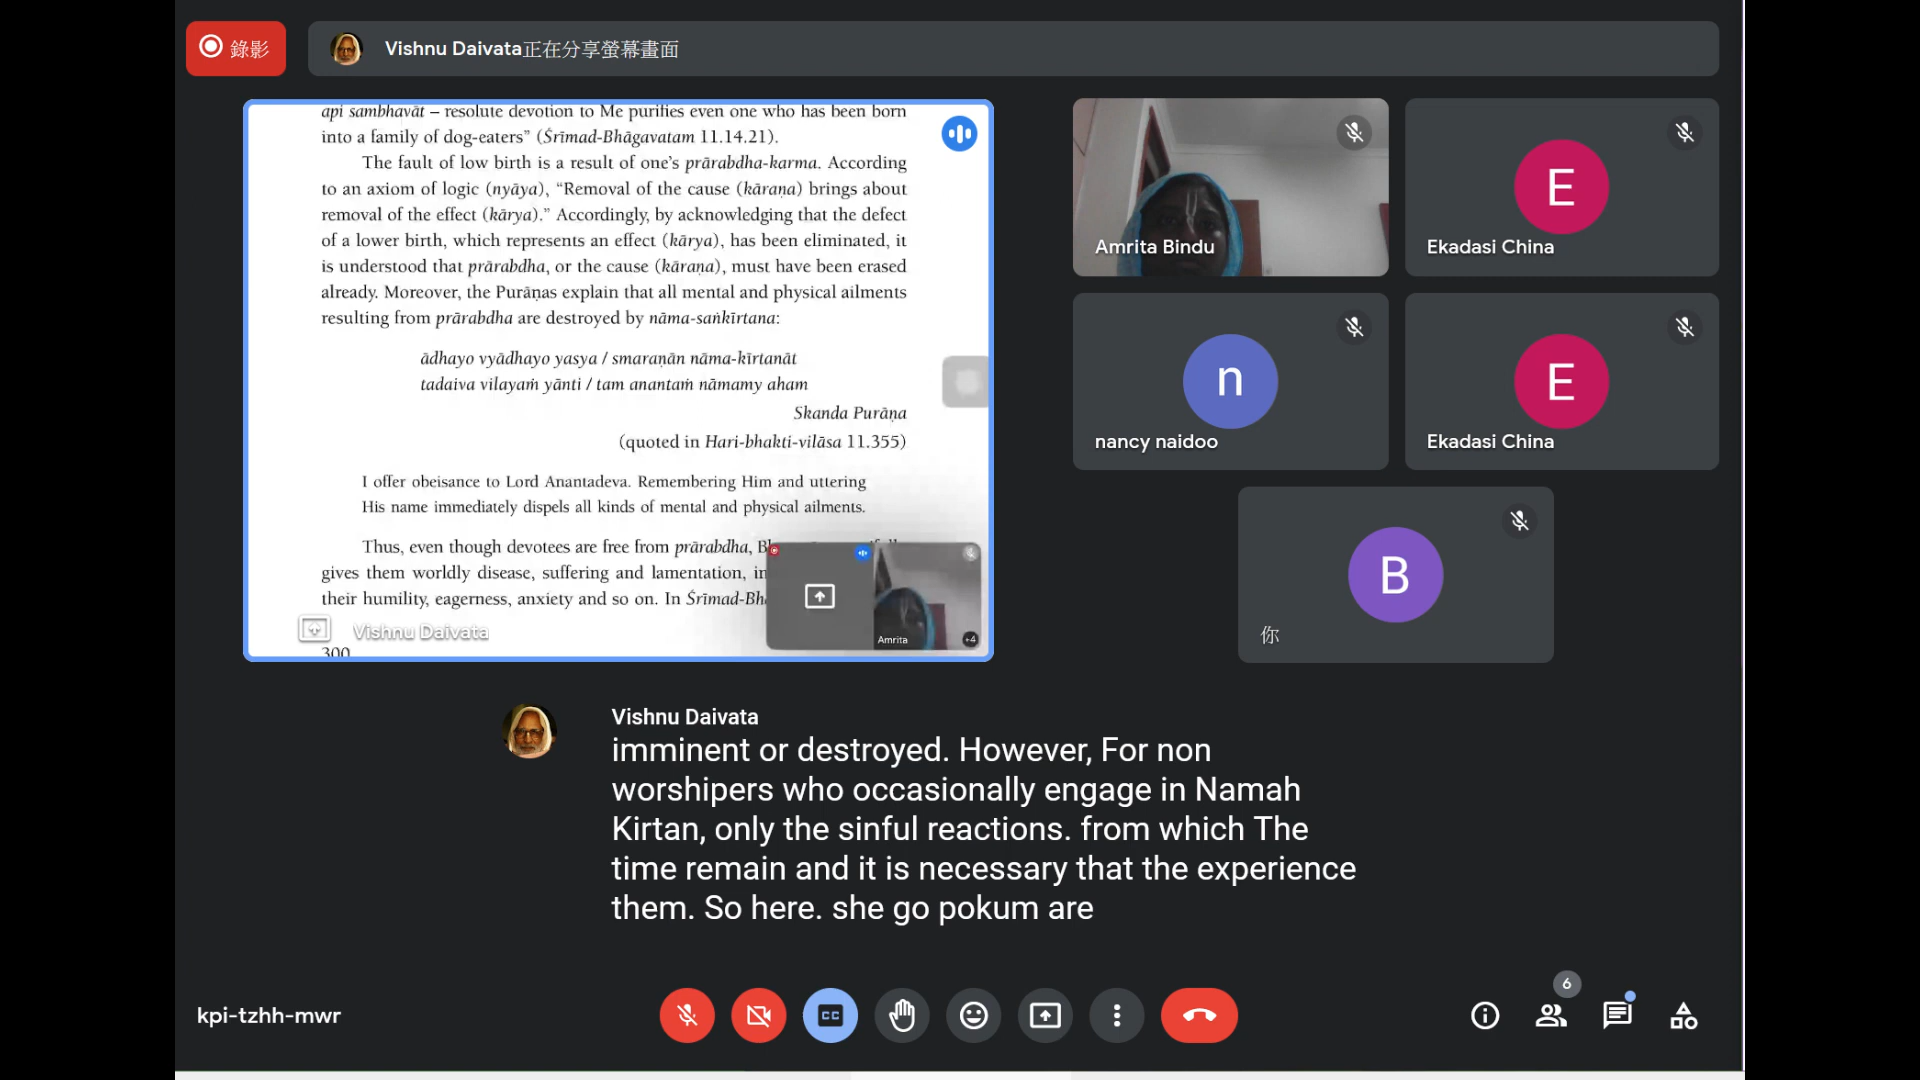 錄影
Vishnu Daivata正在分享螢幕畫面
api sambhavāt – resolute devotion to Me purifies even one who has been born
into a family of dog-eaters” (Śrīmad-Bhāgavatam 11.14.21).
The fault of low birth is a result of one’s prārabdha-karma. According
to an axiom of logic (nyāya), “Removal of the cause (kāraṇa) brings about
removal of the effect (kārya).” Accordingly, by acknowledging that the defect
of a lower birth, which represents an effect (kārya), has been eliminated, it
is understood that prārabdha, or the cause (kāraṇa), must have been erased
already. Moreover, the Purāṇas explain that all mental and physical ailments
resulting from prārabdha are destroyed by nāma-saṅkīrtana:
ādhayo vyādhayo yasya / smaraṇān nāma-kīrtanāt
tadaiva vilayaṁ yānti / tam anantaṁ nāmamy aham
Skanda Purāṇa
(quoted in Hari-bhakti-vilāsa 11.355)
I offer obeisance to Lord Anantadeva. Remembering Him and uttering
His name immediately dispels all kinds of mental and physical ailments.
Thus, even though devotees are free from prārabdha,
gives them worldly disease, suffering and lamentation,
their humility, eagerness, anxiety and so on. In Śrīmad-Bh
Vishnu Daivata
300
Amrita
+4
Amrita Bindu
E
Ekadasi China
n
nancy naidoo
E
Ekadasi China
B
你
Vishnu Daivata
imminent or destroyed. However, For non
worshipers who occasionally engage in Namah
Kirtan, only the sinful reactions. from which The
time remain and it is necessary that the experience
them. So here. she go pokum are
kpi-tzhh-mwr
CC
6